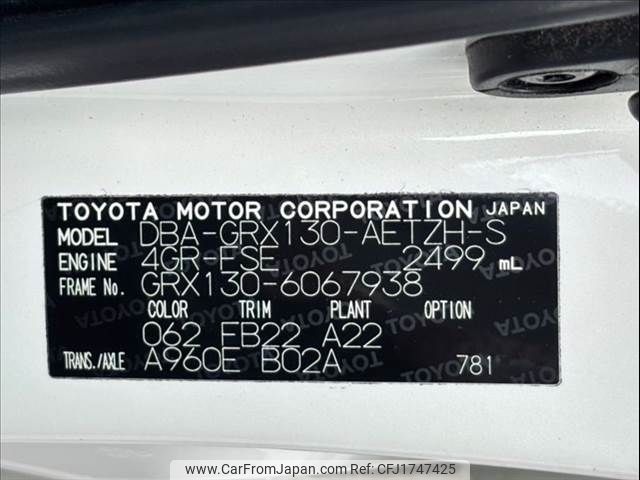 TOYOTA MOTOR CORPORATION JAPAN
MODEL DBA-GRX130-AETZH-S
ENGINE 4GR-FSE 2499 mL
FRAME No. GRX130-6067938
COLOR TRIM PLANT OPTION
062 EB22 A22
TRANS./AXLE A960E B02A 781
www.CarFromJapan.com | CarFromJapan - CFJ1747425